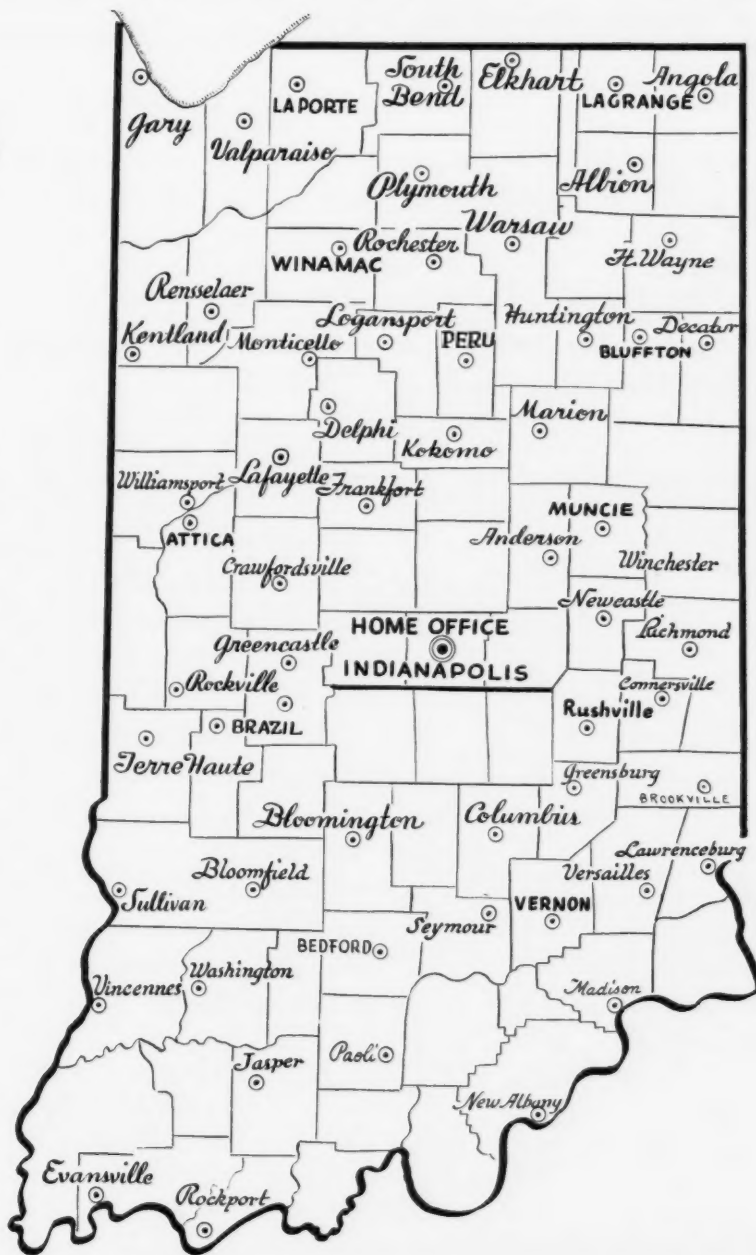 South
Bend
Elkhart
Angola
LAGRANGE
LAPORTE
Gary
Valparaiso
Plymouth
Albion
Warsaw
Rochester
WINAMAC
Ft. Wayne
Rensselaer
Logansport
Huntington
Decatur
Kentland
Monticello
PERU
BLUFFTON
Delphi
Marion
Kokomo
Williamsport
Lafayette
Frankfort
MUNCIE
ATTICA
Anderson
Winchester
Crawfordsville
Newcastle
HOME OFFICE
INDIANAPOLIS
Richmond
Greencastle
Rockville
Connersville
BRAZIL
Rushville
Terre Haute
Greensburg
BROOKVILLE
Bloomington
Columbus
Lawrenceburg
Bloomfield
Versailles
Sullivan
Seymour
VERNON
BEDFORD
Washington
Vincennes
Madison
Paoli
Jasper
New Albany
Evansville
Rockport